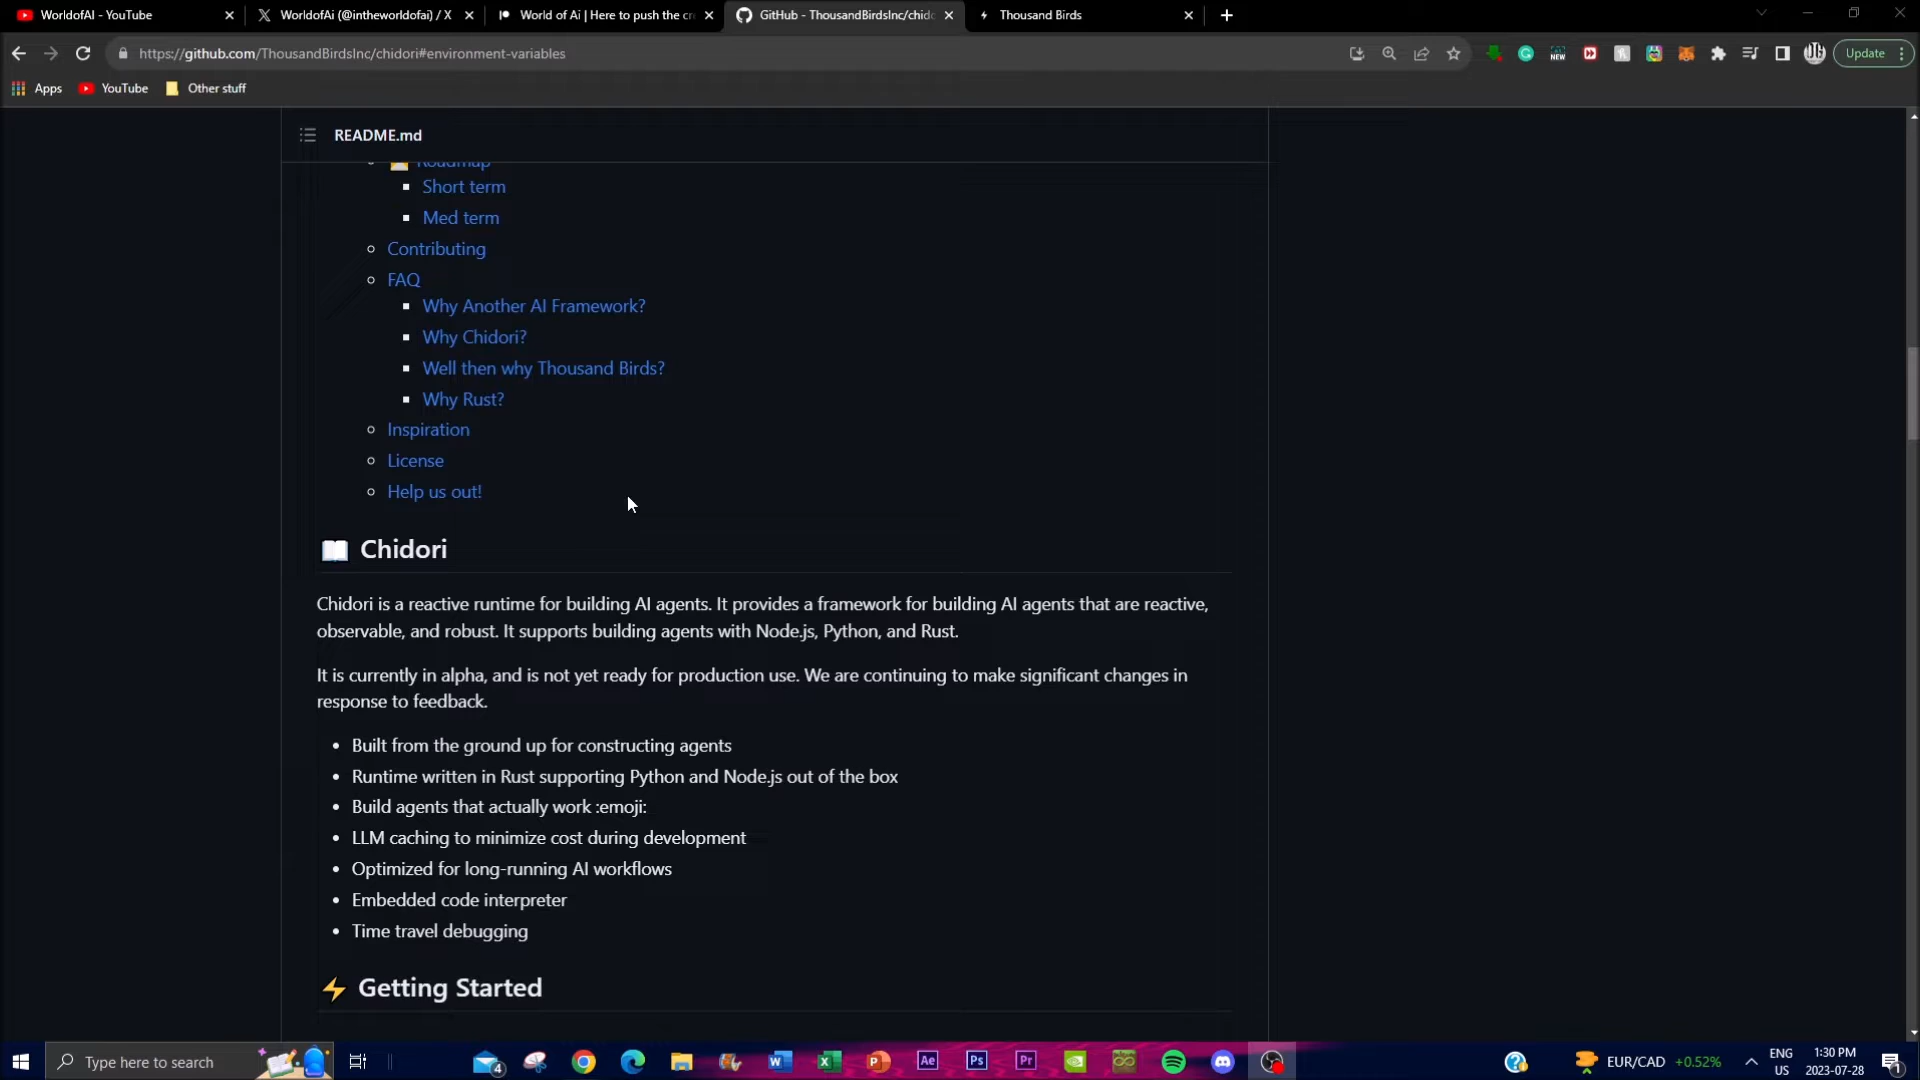 WorldofAI - YouTube
WorldofAi (@intheworldofai) / X
World of Ai | Here to push the cr
GitHub - ThousandBirdsInc/chid
Thousand Birds
https://github.com/ThousandBirdsInc/chidori#environment-variables
NEW
Update
Apps
YouTube
Other stuff
README.md
Roadmap
Short term
Med term
Contributing
FAQ
Why Another AI Framework?
Why Chidori?
Well then why Thousand Birds?
Why Rust?
Inspiration
License
Help us out!
Chidori
Chidori is a reactive runtime for building AI agents. It provides a framework for building AI agents that are reactive,
observable, and robust. It supports building agents with Node.js, Python, and Rust.
It is currently in alpha, and is not yet ready for production use. We are continuing to make significant changes in
response to feedback.
Built from the ground up for constructing agents
Runtime written in Rust supporting Python and Node.js out of the box
Build agents that actually work :emoji:
LLM caching to minimize cost during development
Optimized for long-running AI workflows
Embedded code interpreter
Time travel debugging
Getting Started
Type here to search
4
Ae
Ps
Pr
EUR/CAD +0.52%
ENG
US
1:30 PM
2023-07-28
1